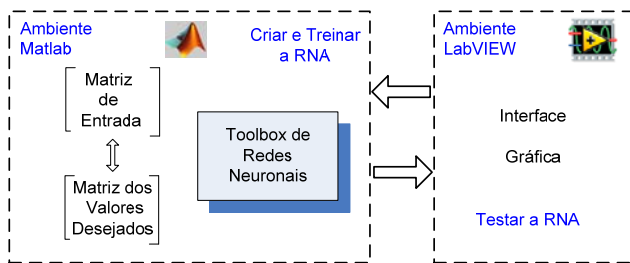 Ambiente
Matlab
Criar e Treinar
a RNA
Matriz
de
Entrada
Matriz dos
Valores
Desejados
Toolbox de
Redes
Neuronais
Ambiente
LabVIEW
Interface
Gráfica
Testar a RNA